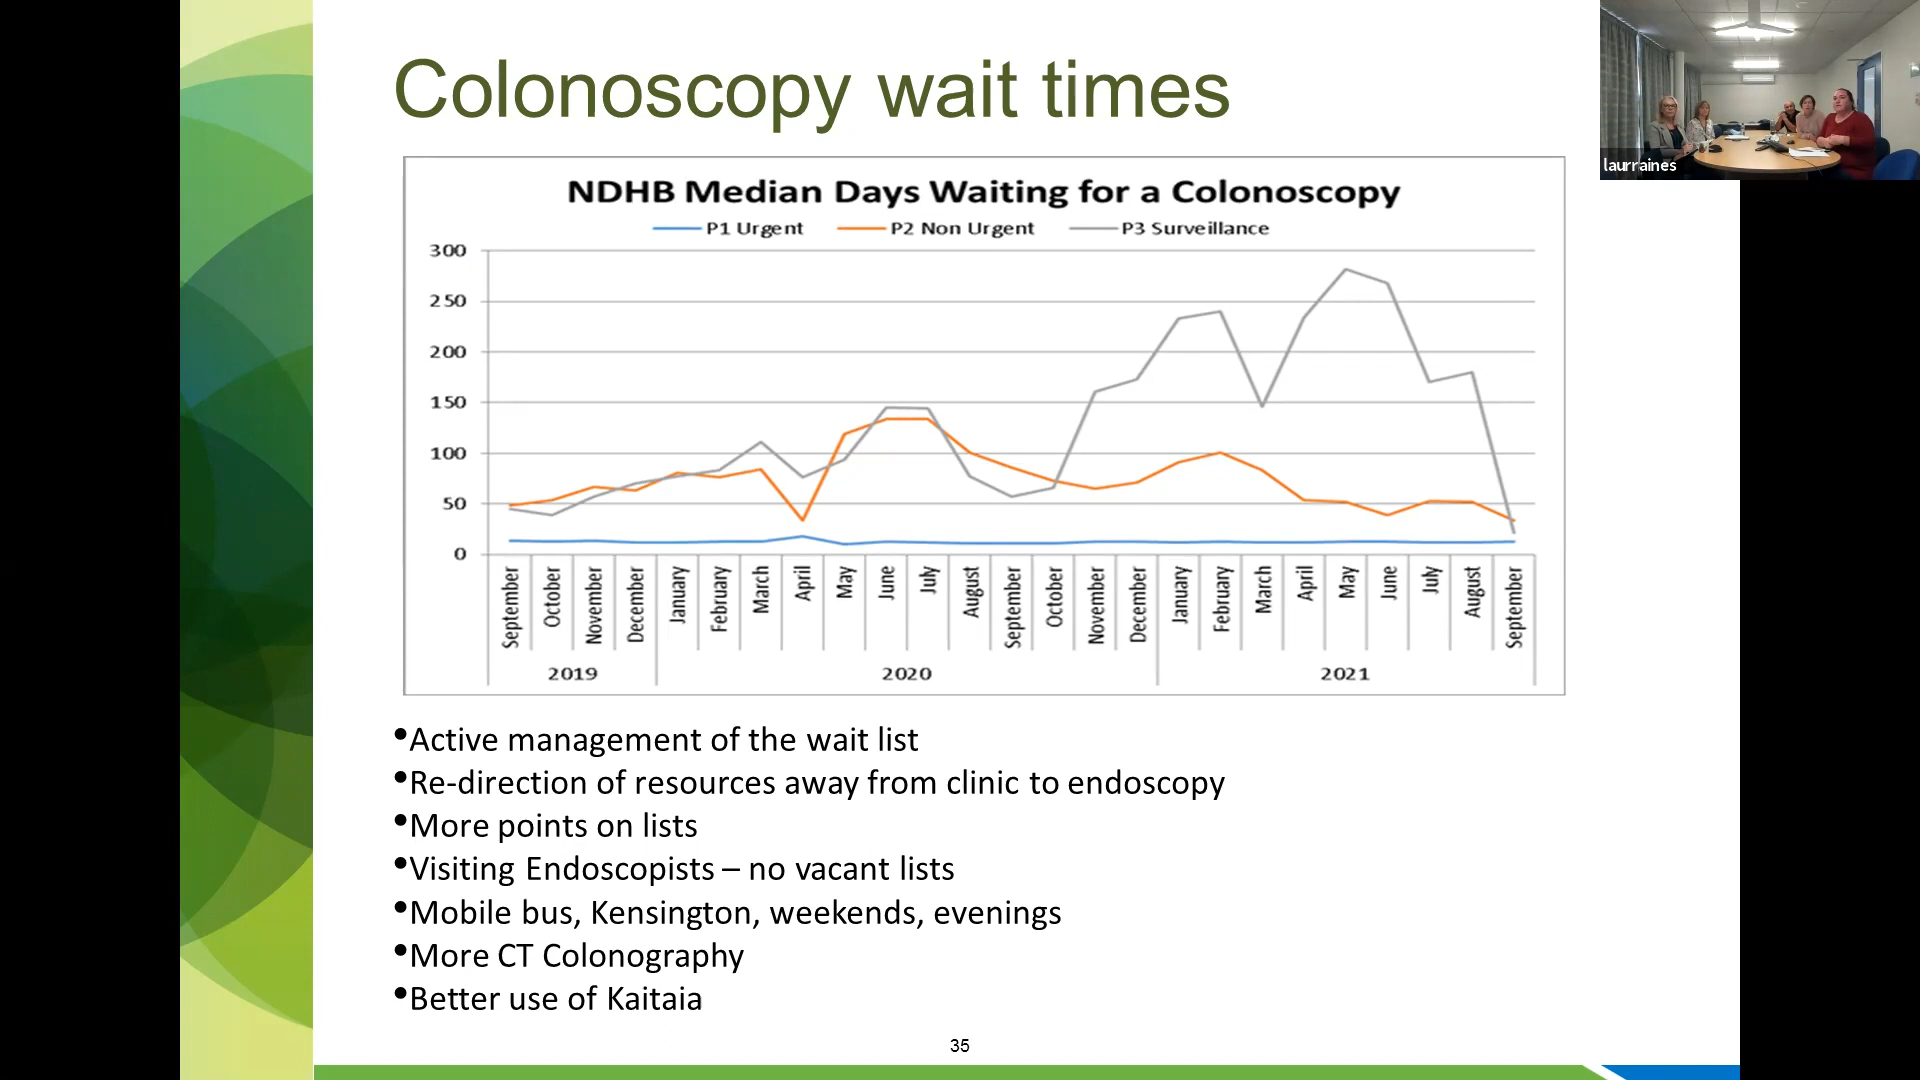 Colonoscopy wait times
laurraines
NDHB Median Days Waiting for a Colonoscopy
P1 Urgent P2 Non Urgent P3 Surveillance
300
250
200
150
100
50
0
September October November December January February March April May June July August September October November December January February March April May June July August September
2019 2020 2021
•Active management of the wait list
•Re-direction of resources away from clinic to endoscopy
•More points on lists
•Visiting Endoscopists – no vacant lists
•Mobile bus, Kensington, weekends, evenings
•More CT Colonography
•Better use of Kaitaia
35